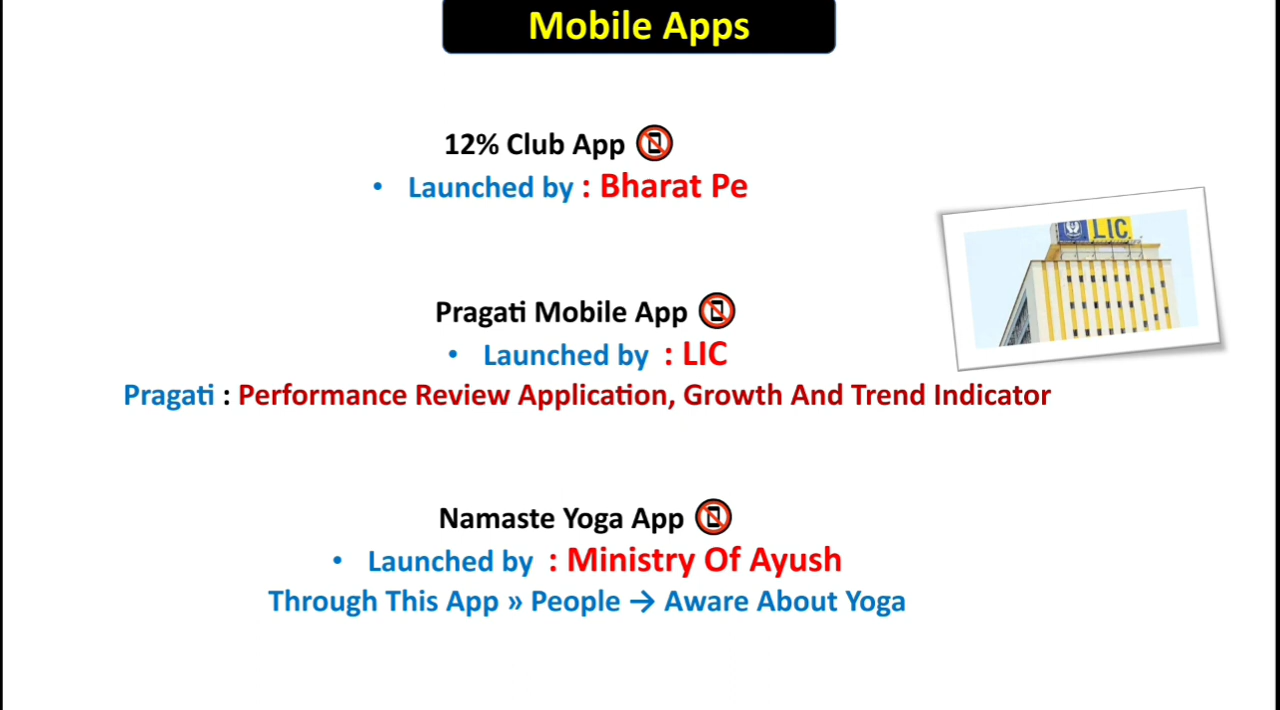 Mobile Apps
12% Club App
• Launched by : Bharat Pe
LIC
Pragati Mobile App
• Launched by : LIC
Pragati : Performance Review Application, Growth And Trend Indicator
Namaste Yoga App
• Launched by : Ministry Of Ayush
Through This App » People → Aware About Yoga